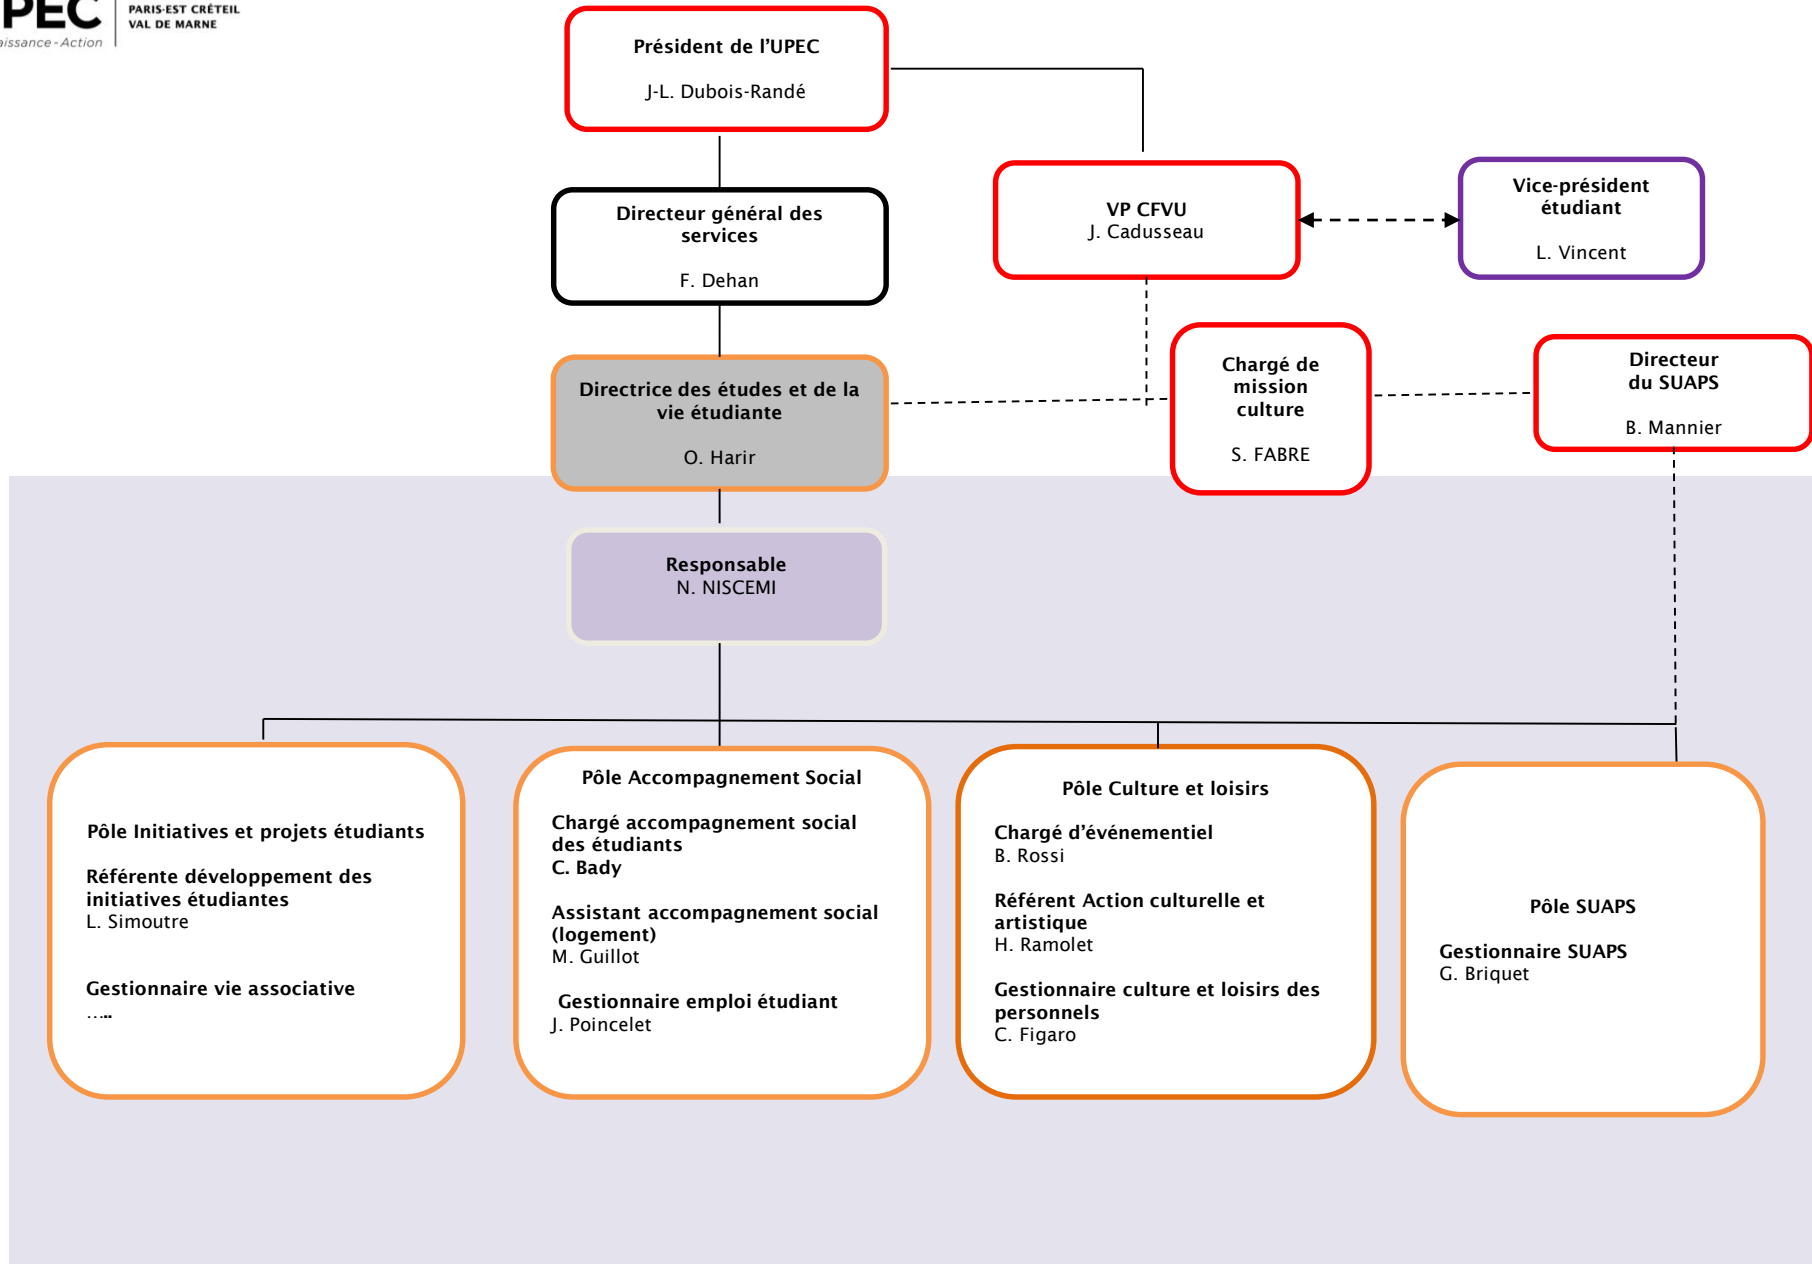 PARIS-EST CRÉTEIL
VAL DE MARNE
Président de l'UPEC
J-L. Dubois-Randé
Directeur général des
services
F. Dehan
VP CFVU
J. Cadusseau
Vice-président
étudiant
L. Vincent
Directrice des études et de la
vie étudiante
O. Harir
Chargé de
mission
culture
S. FABRE
Directeur
du SUAPS
B. Mannier
Responsable
N. NISCEMI
Pôle Initiatives et projets étudiants
Référente développement des
initiatives étudiantes
L. Simoutre
Gestionnaire vie associative
.....
Pôle Accompagnement Social
Chargé accompagnement social
des étudiants
C. Bady
Assistant accompagnement social
(logement)
M. Guillot
Gestionnaire emploi étudiant
J. Poincelet
Pôle Culture et loisirs
Chargé d'événementiel
B. Rossi
Référent Action culturelle et
artistique
H. Ramolet
Gestionnaire culture et loisirs des
personnels
C. Figaro
Pôle SUAPS
Gestionnaire SUAPS
G. Briquet